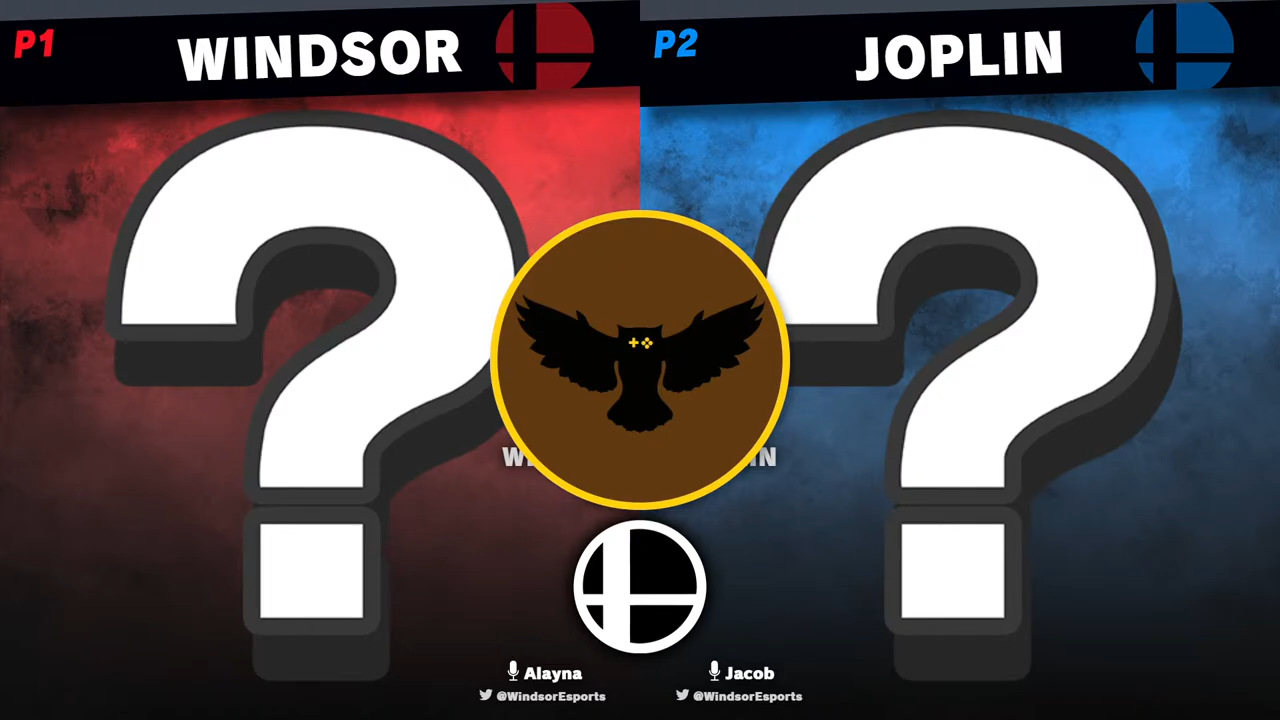 P1
WINDSOR
P2
JOPLIN
Alayna
@WindsorEsports
Jacob
@WindsorEsports